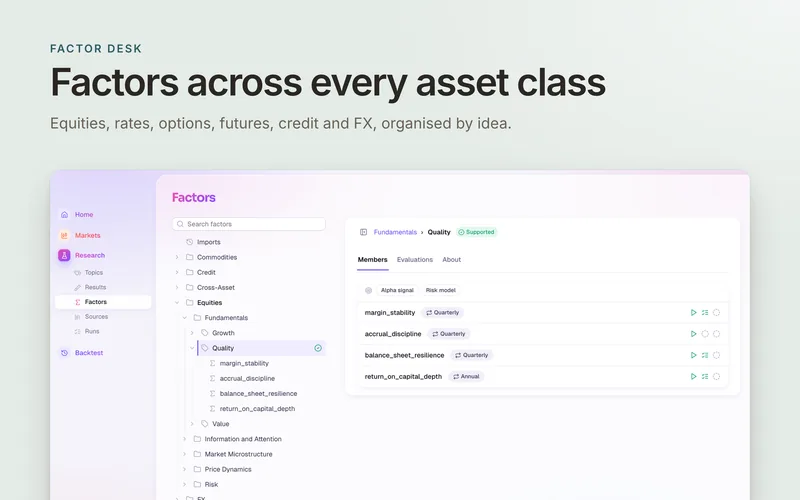 FACTOR DESK
Factors across every asset class
Equities, rates, options, futures, credit and FX, organised by idea.
Home
Markets
Research
Topics
Results
Factors
Sources
Runs
Backtest
Factors
Search factors
Imports
Commodities
Credit
Cross-Asset
Equities
Fundamentals
Growth
Quality
margin_stability
accrual_discipline
balance_sheet_resilience
return_on_capital_depth
Value
Information and Attention
Market Microstructure
Price Dynamics
Risk
FX
Fundamentals › Quality Supported
Members Evaluations About
Alpha signal Risk model
margin_stability Quarterly
accrual_discipline Quarterly
balance_sheet_resilience Quarterly
return_on_capital_depth Annual